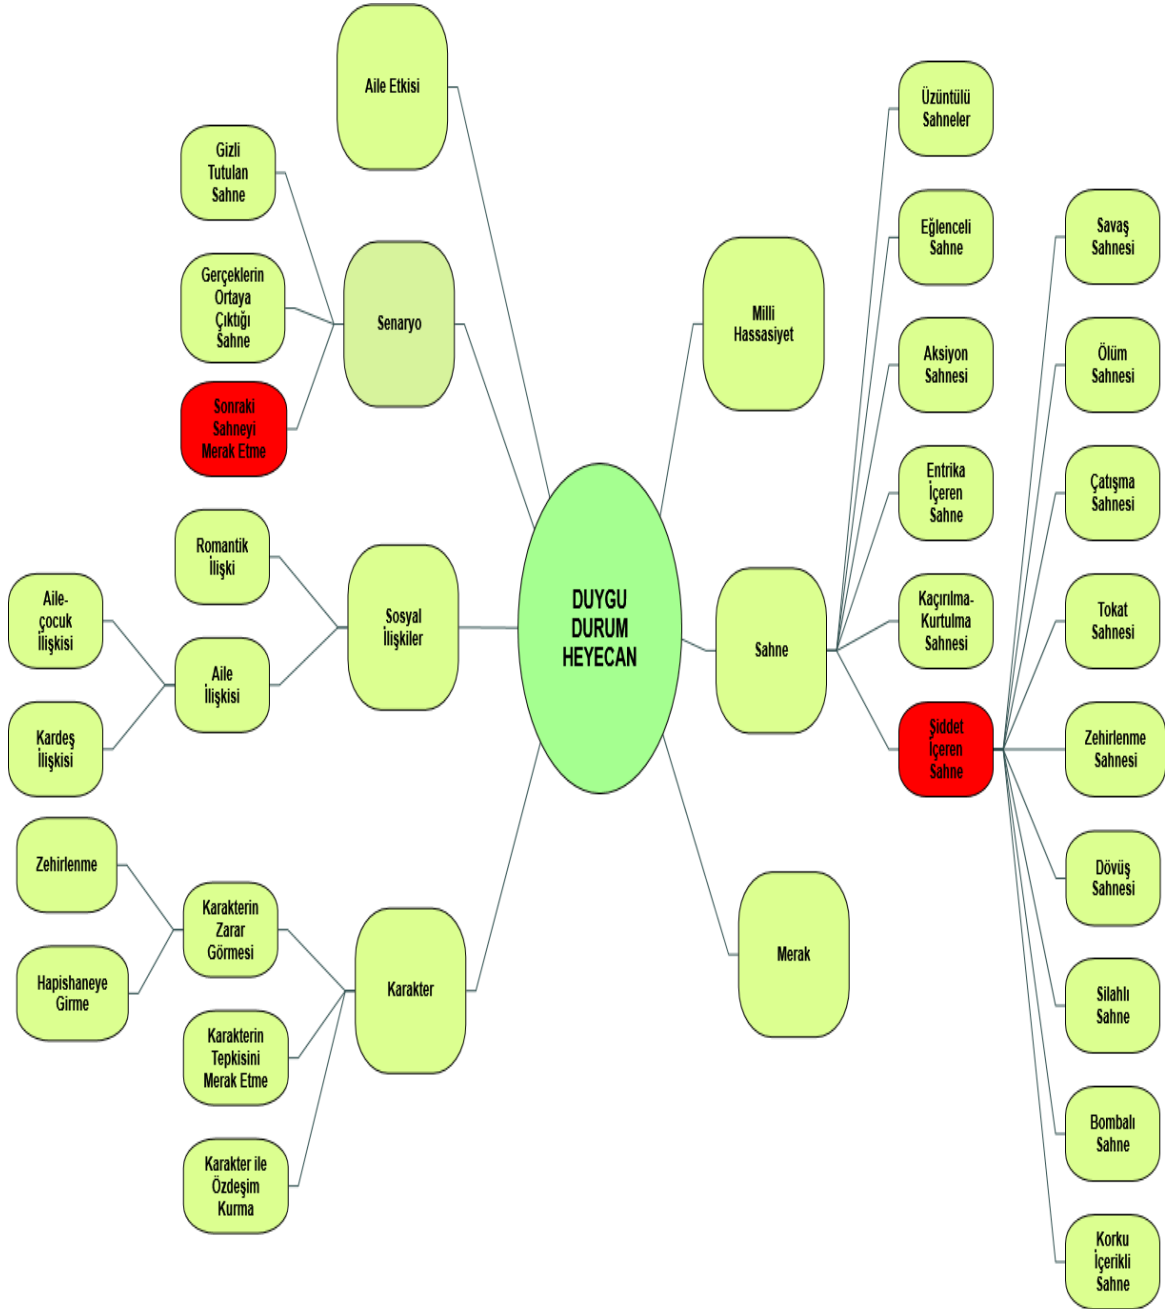 Aile Etkisi
Gizli
Tutulan
Sahne
Gerçeklerin
Ortaya
Çıktığı
Sahne
Sonraki
Sahneyi
Merak Etme
Senaryo
Romantik
İlişki
Aile-
çocuk
İlişkisi
Kardeş
İlişkisi
Aile
İlişkisi
Sosyal
İlişkiler
Zehirlenme
Hapishaneye
Girme
Karakterin
Zarar
Görmesi
Karakterin
Tepkisini
Merak Etme
Karakter ile
Özdeşim
Kurma
Karakter
DUYGU
DURUM
HEYECAN
Milli
Hassasiyet
Sahne
Merak
Üzüntülü
Sahneler
Eğlenceli
Sahne
Aksiyon
Sahnesi
Entrika
İçeren
Sahne
Kaçırılma-
Kurtulma
Sahnesi
Şiddet
İçeren
Sahne
Savaş
Sahnesi
Ölüm
Sahnesi
Çatışma
Sahnesi
Tokat
Sahnesi
Zehirlenme
Sahnesi
Dövüş
Sahnesi
Silahlı
Sahne
Bombalı
Sahne
Korku
İçerikli
Sahne